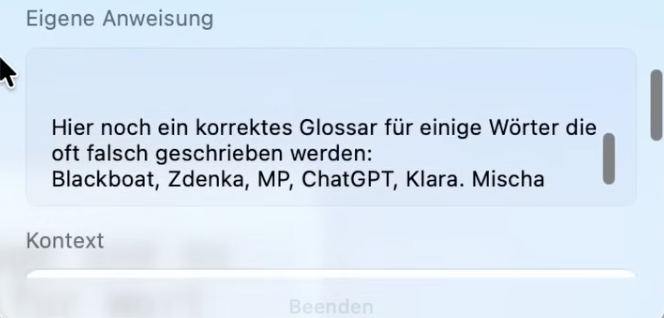 Eigene Anweisung
Hier noch ein korrektes Glossar für einige Wörter die
oft falsch geschrieben werden:
Blackboat, Zdenka, MP, ChatGPT, Klara. Mischa
Kontext
Beenden